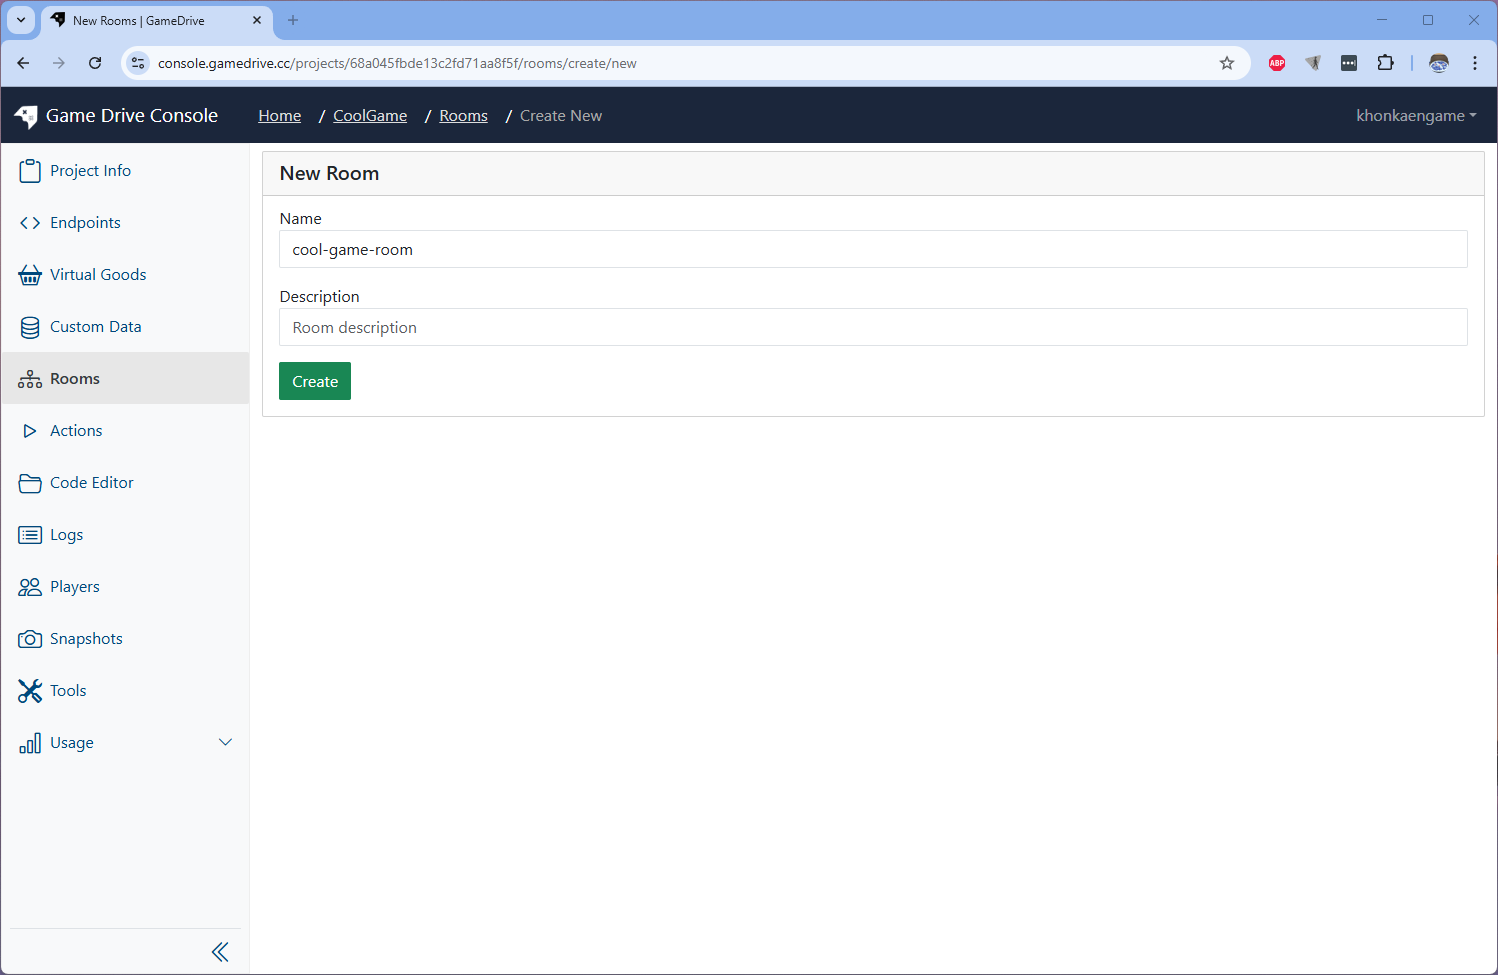 New Rooms | GameDrive
console.gamedrive.cc/projects/68a045fbde13c2fd71aa8f5f/rooms/create/new
ABP
Game Drive Console
Home / CoolGame / Rooms / Create New
khonkaengame
Project Info
Endpoints
Virtual Goods
Custom Data
Rooms
Actions
Code Editor
Logs
Players
Snapshots
Tools
Usage
New Room
Name
cool-game-room
Description
Room description
Create